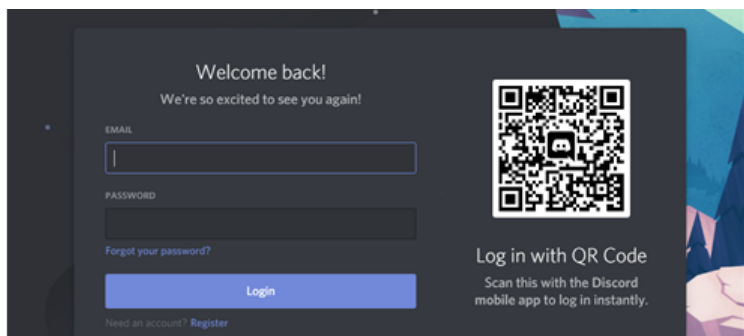 Welcome back!
We're so excited to see you again!
EMAIL
PASSWORD
Forgot your password?
Login
Need an account? Register
Log in with QR Code
Scan this with the Discord
mobile app to log in instantly.